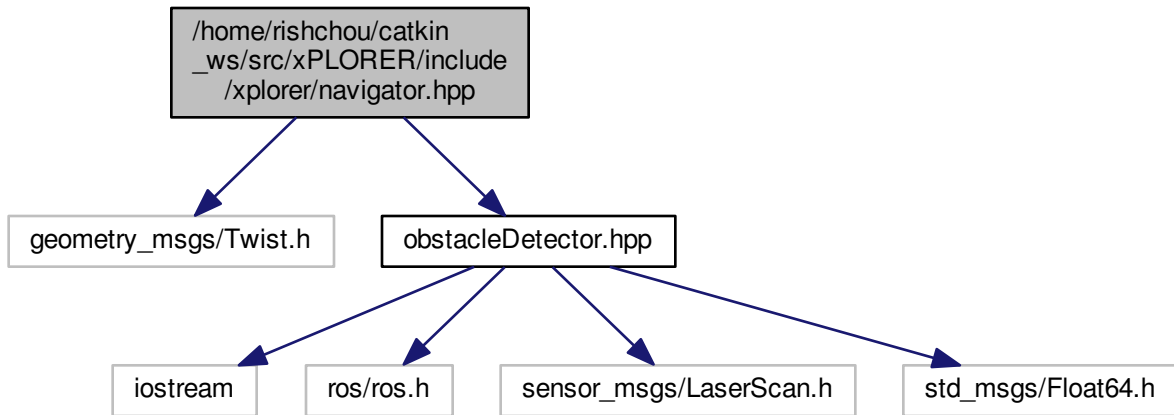 /home/rishchou/catkin
_ws/src/xPLORER/include
/xplorer/navigator.hpp
geometry_msgs/Twist.h
obstacleDetector.hpp
iostream
ros/ros.h
sensor_msgs/LaserScan.h
std_msgs/Float64.h